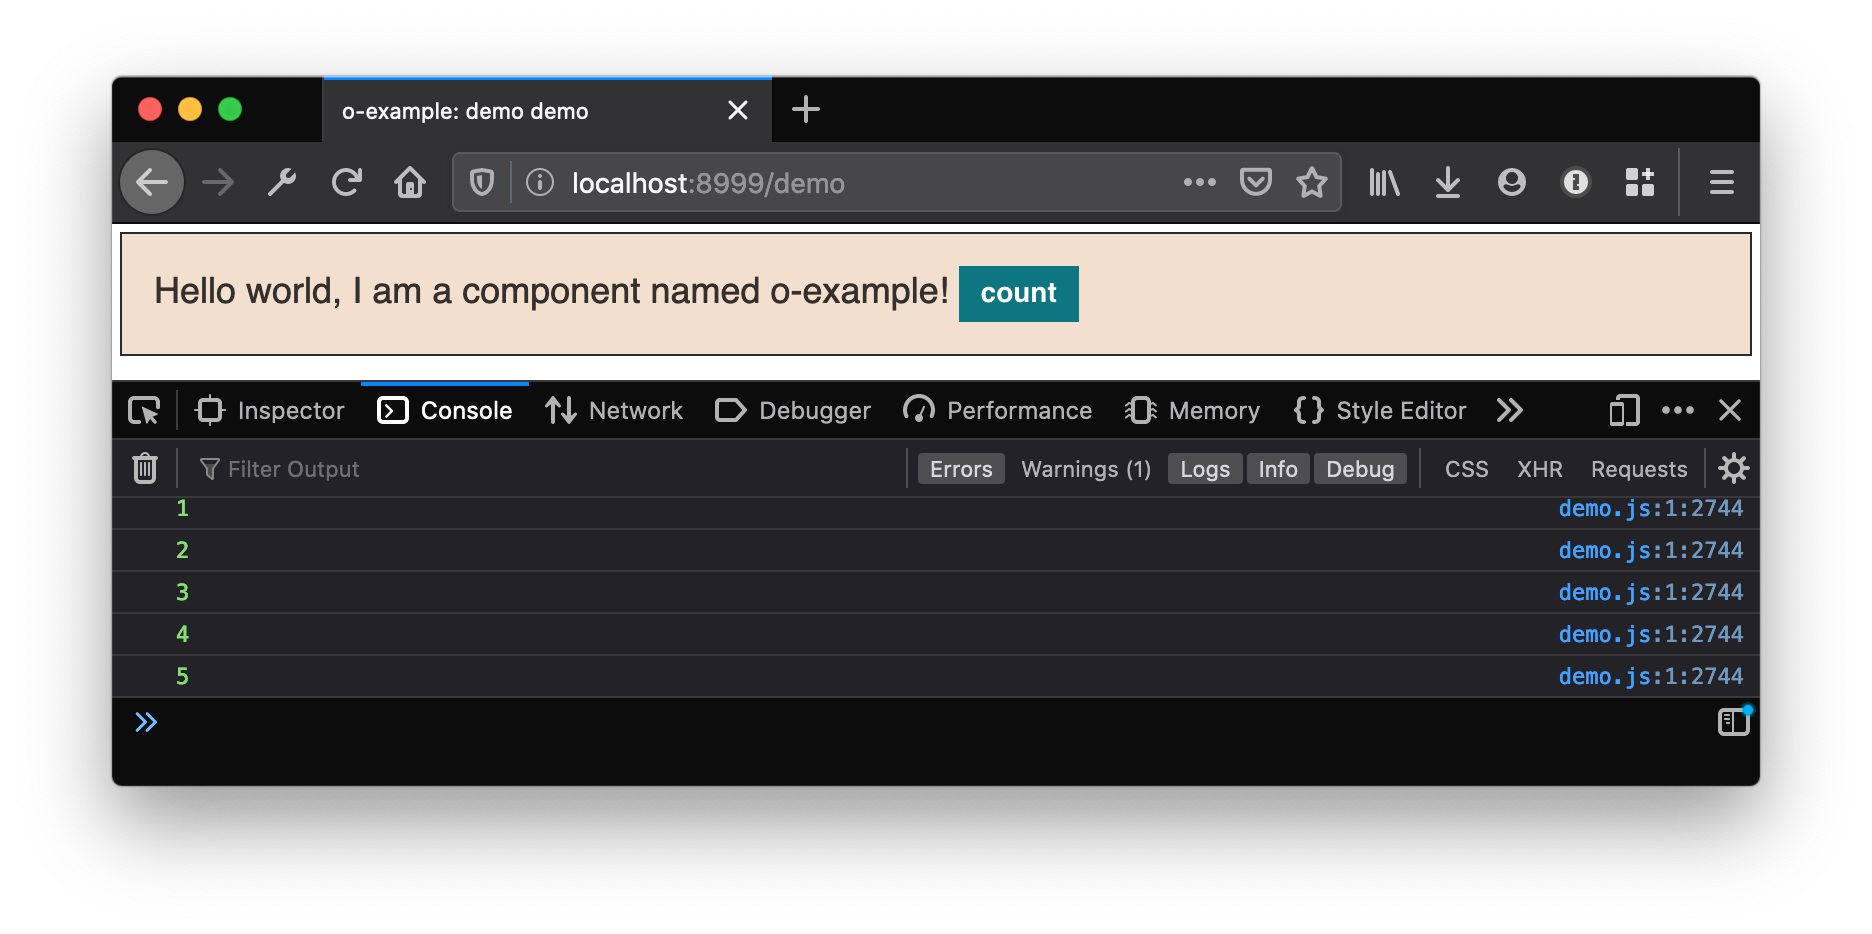 o-example: demo demo
localhost:8999/demo
Hello world, I am a component named o-example! count
Inspector Console Network Debugger Performance Memory Style Editor
Filter Output Errors Warnings (1) Logs Info Debug CSS XHR Requests
1 demo.js:1:2744
2 demo.js:1:2744
3 demo.js:1:2744
4 demo.js:1:2744
5 demo.js:1:2744